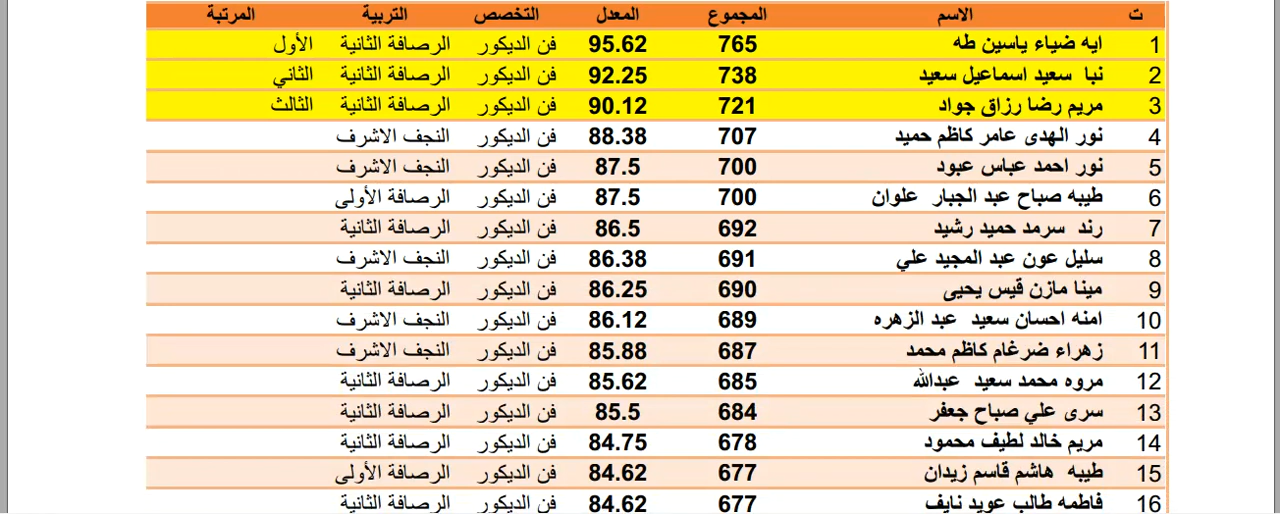 ت الاسم المجموع المعدل التخصص التربية المرتبة
1 ايه ضياء ياسين طه 765 95.62 فن الديكور الرصافة الثانية الأول
2 نبا سعيد اسماعيل سعيد 738 92.25 فن الديكور الرصافة الثانية الثاني
3 مريم رضا رزاق جواد 721 90.12 فن الديكور الرصافة الثانية الثالث
4 نور الهدى عامر كاظم حميد 707 88.38 فن الديكور النجف الاشرف
5 نور احمد عباس عبود 700 87.5 فن الديكور النجف الاشرف
6 طيبه صباح عبد الجبار علوان 700 87.5 فن الديكور الرصافة الأولى
7 رند سرمد حميد رشيد 692 86.5 فن الديكور الرصافة الثانية
8 سليل عون عبد المجيد علي 691 86.38 فن الديكور النجف الاشرف
9 مينا مازن قيس يحيى 690 86.25 فن الديكور الرصافة الثانية
10 امنه احسان سعيد عبد الزهره 689 86.12 فن الديكور النجف الاشرف
11 زهراء ضرغام كاظم محمد 687 85.88 فن الديكور النجف الاشرف
12 مروه محمد سعيد عبدالله 685 85.62 فن الديكور الرصافة الثانية
13 سرى علي صباح جعفر 684 85.5 فن الديكور الرصافة الثانية
14 مريم خالد لطيف محمود 678 84.75 فن الديكور الرصافة الثانية
15 طيبه هاشم قاسم زيدان 677 84.62 فن الديكور الرصافة الأولى
16 فاطمه طالب عويد نايف 677 84.62 فن الديكور الرصافة الثانية